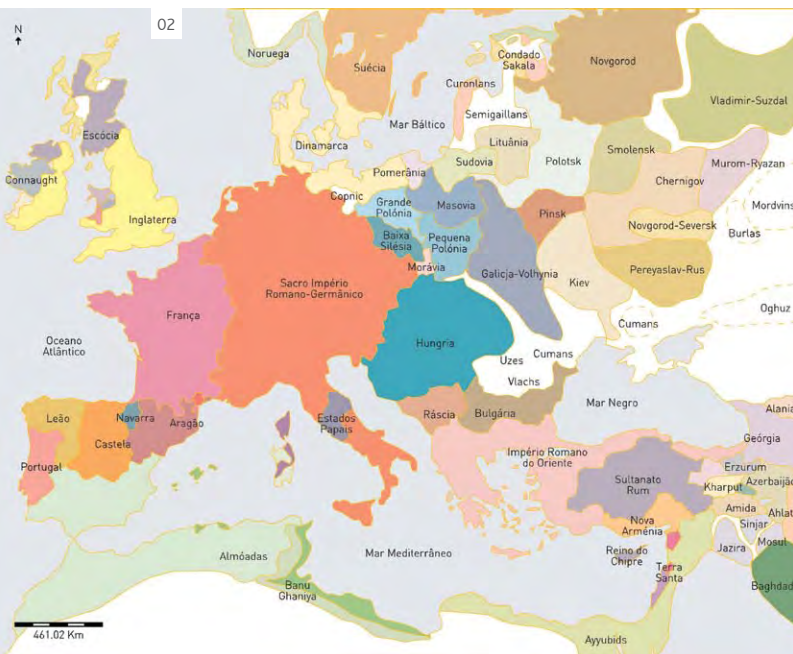 02
N
Noruega
Suécia
Condado
Sakala
Novgorod
Curonlans
Vladimir-Suzdal
Semigaillans
Escócia
Mar Báltico
Dinamarca
Lituânia
Smolensk
Sudovia
Polotsk
Murom-Ryazan
Connaught
Pomerânia
Chernigov
Copnic
Inglaterra
Grande
Polónia
Masovia
Pinsk
Mordvins
Novgorod-Seversk
Burlas
Baixa
Silésia
Pequena
Polónia
Morávia
Galicja-Volhynia
Kiev
Pereyaslav-Rus
Sacro Império
Romano-Germânico
França
Oghuz
Cumans
Oceano
Atlântico
Hungria
Uzes
Cumans
Vlachs
Mar Negro
Leão
Navarra
Aragão
Castela
Portugal
Estados
Papais
Ráscia
Bulgária
Alania
Geórgia
Império Romano
do Oriente
Erzurum
Azerbaijão
Kharput
Sultanato
Rum
Amida
Ahlat
Nova
Arménia
Sinjar
Mosul
Jazira
Reino do
Chipre
Terra
Santa
Baghdad
Almóadas
Mar Mediterrâneo
Banu
Ghaniya
Ayyubids
461.02 Km